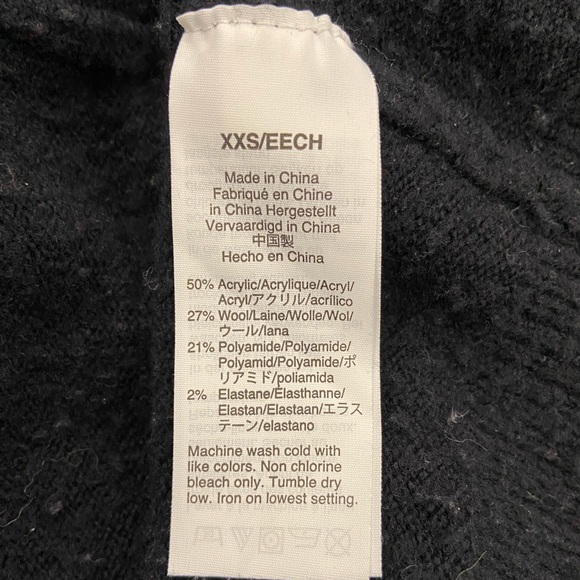 XXS/EECH
Made in China
Fabriqué en Chine
in China Hergestellt
Vervaardigd in China
中国製
Hecho en China
50% Acrylic/Acrylique/Acryl/
Acryl/アクリル/acrílico
27% Wool/Laine/Wolle/Wol/
ウール/lana
21% Polyamide/Polyamide/
Polyamid/Polyamide/ポ
リアミド/poliamida
2% Elastane/Élasthanne/
Elastan/Elastaan/エラス
テーン/elastano
Machine wash cold with
like colors. Non chlorine
bleach only. Tumble dry
low. Iron on lowest setting.